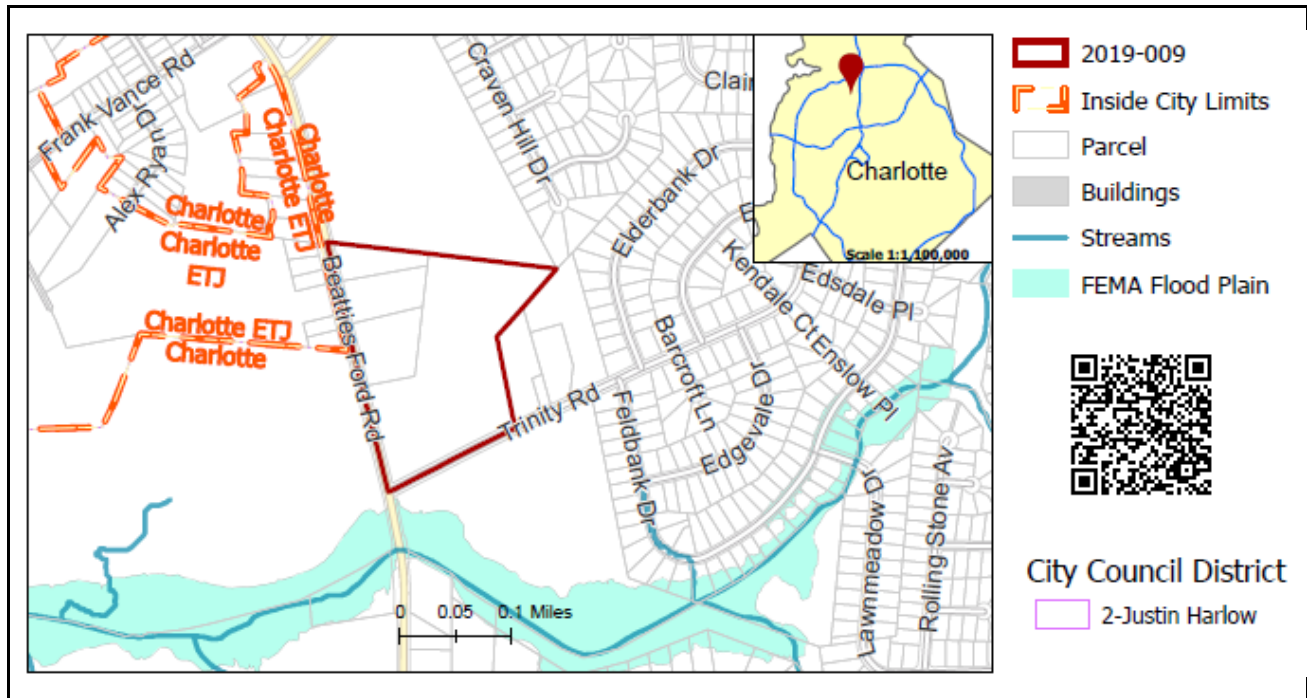 Frank Vance Rd
Alex Ryan Dr
Craven Hill Dr
Clair
Elderbank Dr
E
Charlotte
Scale 1:1,100,000
Charlotte
Charlotte ETJ
Charlotte
Charlotte
ETJ
Charlotte ETJ
Charlotte
Beatties Ford Rd
Trinity Rd
Feldbank Dr
Barcroft Ln
Edgevale Dr
Kendale Ct
Edsdale Pl
Enslow Pl
Lawnmeadow Dr
Rolling Stone Av
0 0.05 0.1 Miles
2019-009
Inside City Limits
Parcel
Buildings
Streams
FEMA Flood Plain
City Council District
2-Justin Harlow